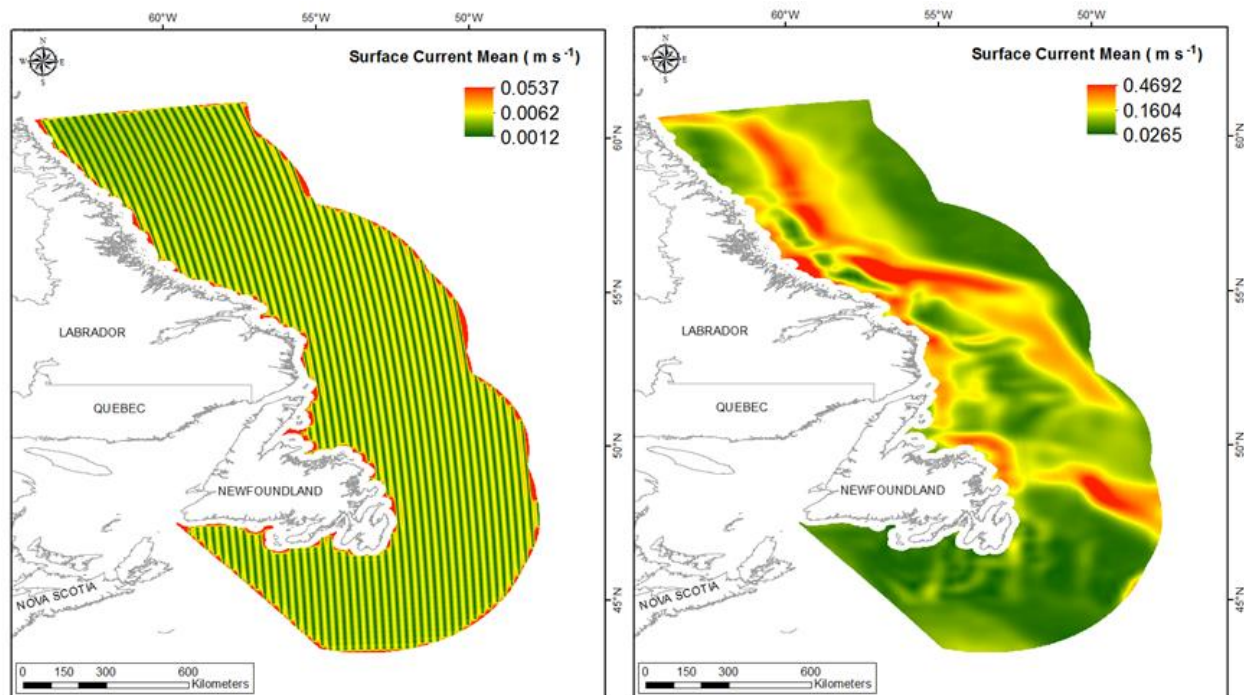 60°W 55°W 50°W
N
W E
S
Surface Current Mean ( m s -1)
0.0537
0.0062
0.0012
60°N
55°N
50°N
45°N
LABRADOR
QUEBEC
NEWFOUNDLAND
NOVA SCOTIA
0 150 300 600
Kilometers
60°W 55°W 50°W
N
W E
S
Surface Current Mean ( m s -1)
0.4692
0.1604
0.0265
60°N
55°N
50°N
45°N
LABRADOR
QUEBEC
NEWFOUNDLAND
NOVA SCOTIA
0 150 300 600
Kilometers